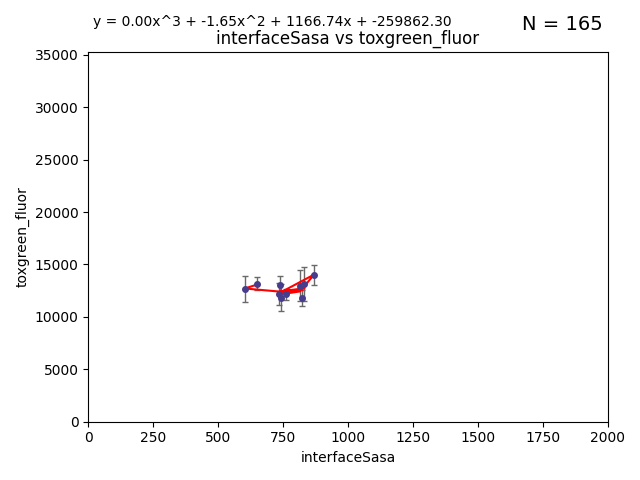 y = 0.00x^3 + -1.65x^2 + 1166.74x + -259862.30
N = 165
interfaceSasa vs toxgreen_fluor
35000
30000
25000
20000
15000
10000
5000
0
toxgreen_fluor
0 250 500 750 1000 1250 1500 1750 2000
interfaceSasa